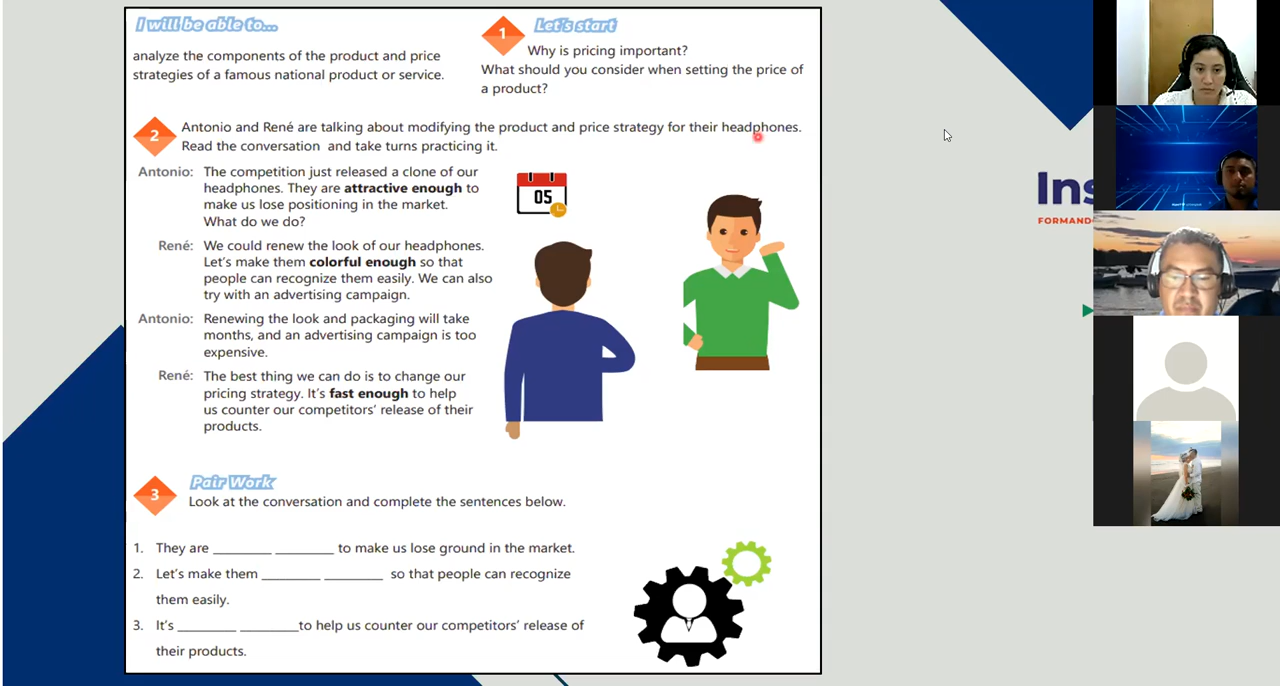 I will be able to...
analyze the components of the product and price
strategies of a famous national product or service.
1
Let's start
Why is pricing important?
What should you consider when setting the price of
a product?
2
Antonio and René are talking about modifying the product and price strategy for their headphones.
Read the conversation and take turns practicing it.
Antonio: The competition just released a clone of our
headphones. They are attractive enough to
make us lose positioning in the market.
What do we do?
René: We could renew the look of our headphones.
Let's make them colorful enough so that
people can recognize them easily. We can also
try with an advertising campaign.
Antonio: Renewing the look and packaging will take
months, and an advertising campaign is too
expensive.
René: The best thing we can do is to change our
pricing strategy. It's fast enough to help
us counter our competitors' release of their
products.
05
3
Pair Work
Look at the conversation and complete the sentences below.
1. They are ________ ________ to make us lose ground in the market.
2. Let's make them ________ ________ so that people can recognize
them easily.
3. It's ________ ________to help us counter our competitors' release of
their products.
Ins
FORMAND